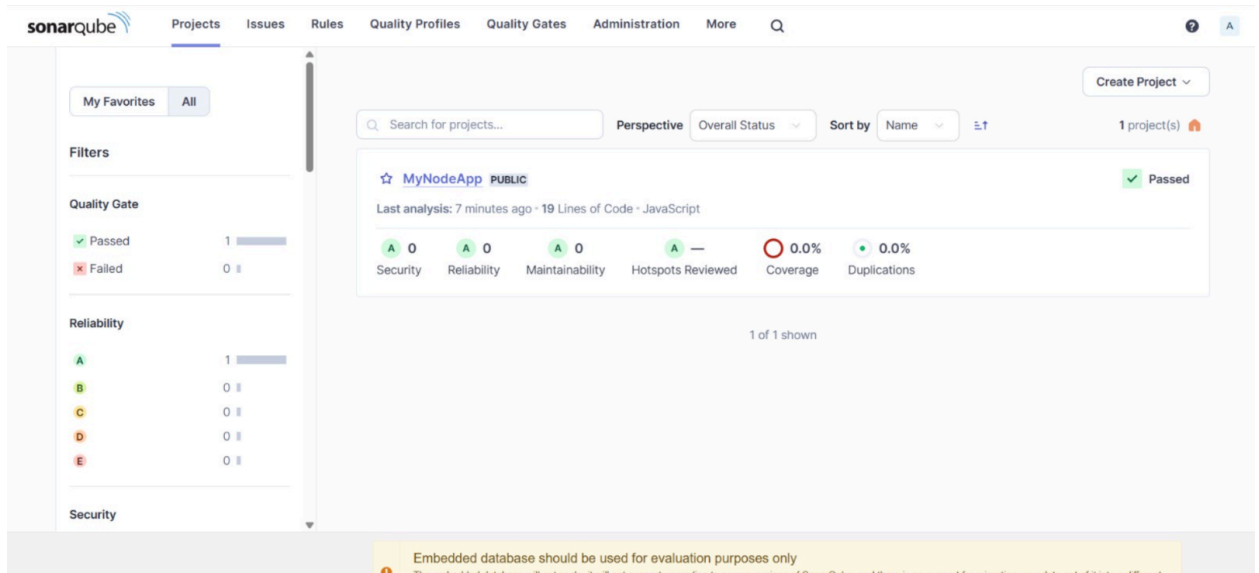 sonarqube Projects Issues Rules Quality Profiles Quality Gates Administration More A
My Favorites All
Filters
Quality Gate
Passed 1
Failed 0
Reliability
A 1
B 0
C 0
D 0
E 0
Security
Create Project
Search for projects... Perspective Overall Status Sort by Name 1 project(s)
MyNodeApp PUBLIC Passed
Last analysis: 7 minutes ago • 19 Lines of Code • JavaScript
A 0 A 0 A 0 A — 0.0% 0.0%
Security Reliability Maintainability Hotspots Reviewed Coverage Duplications
1 of 1 shown
Embedded database should be used for evaluation purposes only